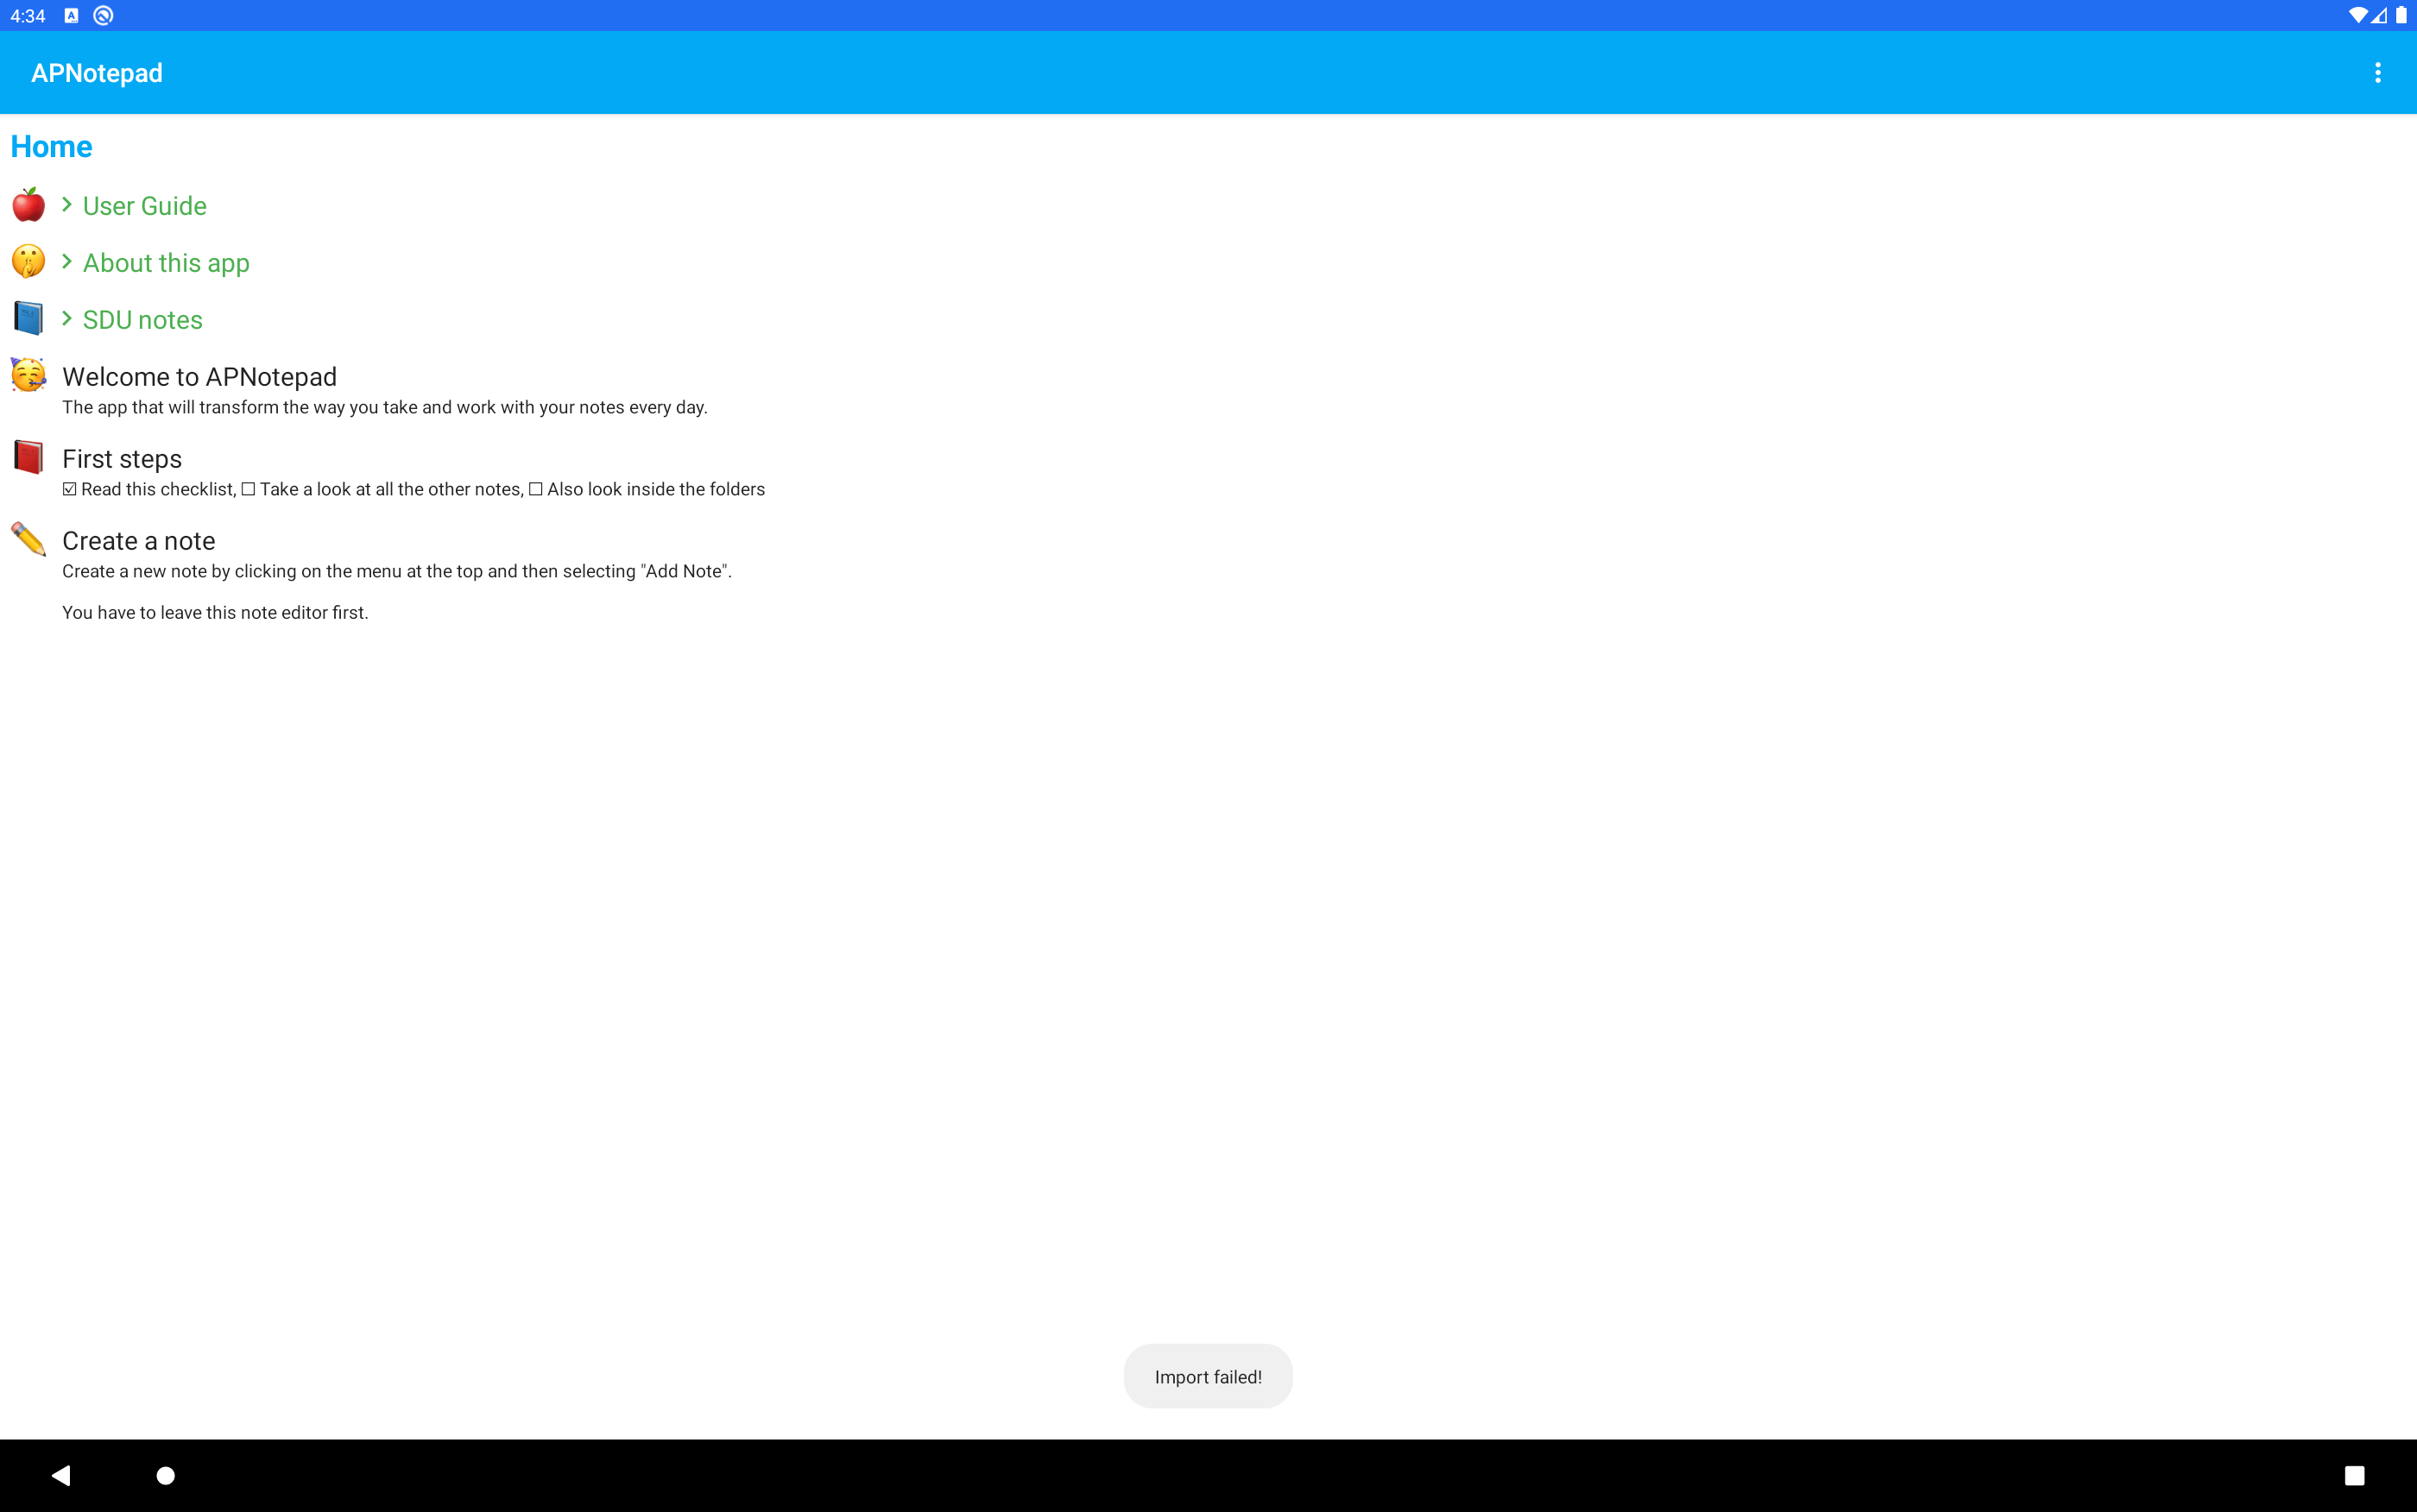 4:34
APNotepad
Home
User Guide
About this app
SDU notes
Welcome to APNotepad
The app that will transform the way you take and work with your notes every day.
First steps
☑ Read this checklist, ☐ Take a look at all the other notes, ☐ Also look inside the folders
Create a note
Create a new note by clicking on the menu at the top and then selecting "Add Note".
You have to leave this note editor first.
Import failed!